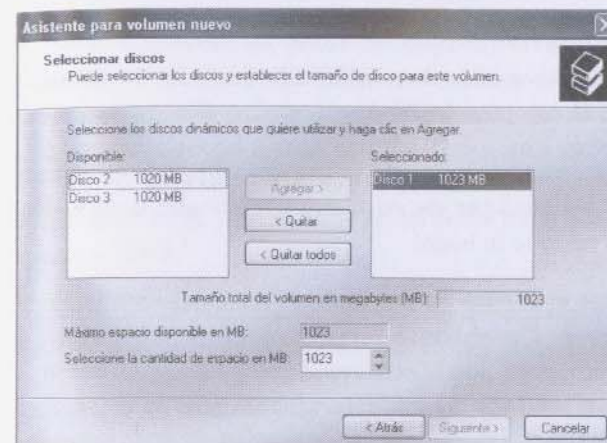 Asistente para volumen nuevo
Seleccionar discos
Puede seleccionar los discos y establecer el tamaño de disco para este volumen.
Seleccione los discos dinámicos que quiere utilizar y haga clic en Agregar.
Disponible: Seleccionado:
Disco 2 1020 MB Disco 1 1023 MB
Disco 3 1020 MB
Agregar >
< Quitar
< Quitar todos
Tamaño total del volumen en megabytes (MB): 1023
Máximo espacio disponible en MB: 1023
Seleccione la cantidad de espacio en MB: 1023
< Atrás Siguiente > Cancelar